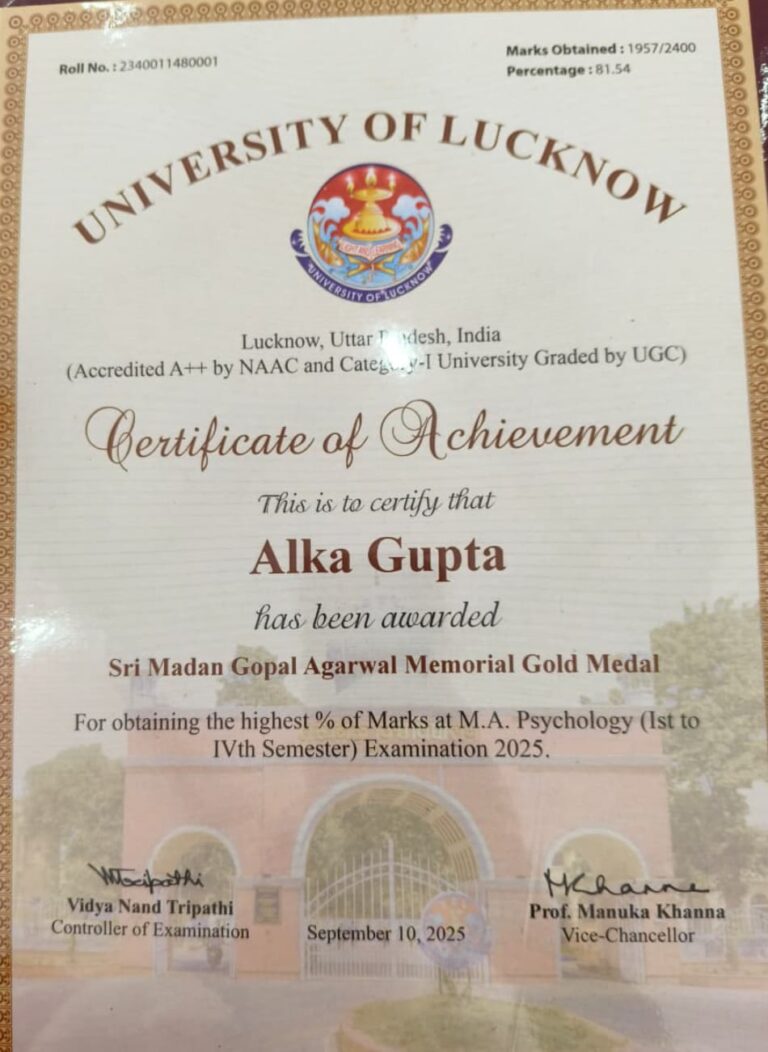 Roll No. : 2340011480001
Marks Obtained : 1957/2400
Percentage : 81.54
UNIVERSITY OF LUCKNOW
LIGHT AND LEARNING
UNIVERSITY OF LUCKNOW
Lucknow, Uttar Pradesh, India
(Accredited A++ by NAAC and Category-I University Graded by UGC)
Certificate of Achievement
This is to certify that
Alka Gupta
has been awarded
Sri Madan Gopal Agarwal Memorial Gold Medal
For obtaining the highest % of Marks at M.A. Psychology (Ist to
IVth Semester) Examination 2025.
MKhanna
Vidya Nand Tripathi
Controller of Examination
September 10, 2025
Prof. Manuka Khanna
Vice-Chancellor